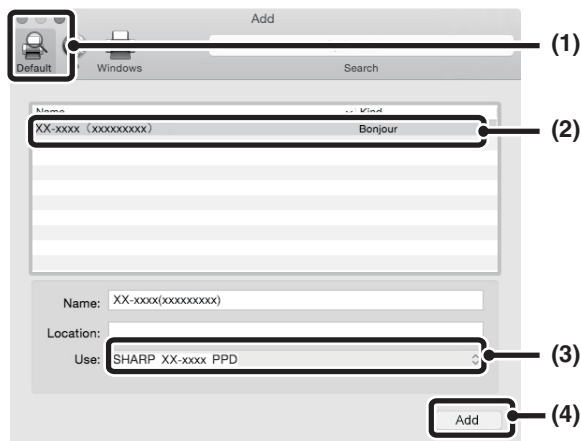 Add
(1)
Default
Windows
Search
Name
Kind
XX-xxxx (xxxxxxxxx)
Bonjour
(2)
Name: XX-xxxx(xxxxxxxxx)
Location:
Use: SHARP XX-xxxx PPD
(3)
Add
(4)